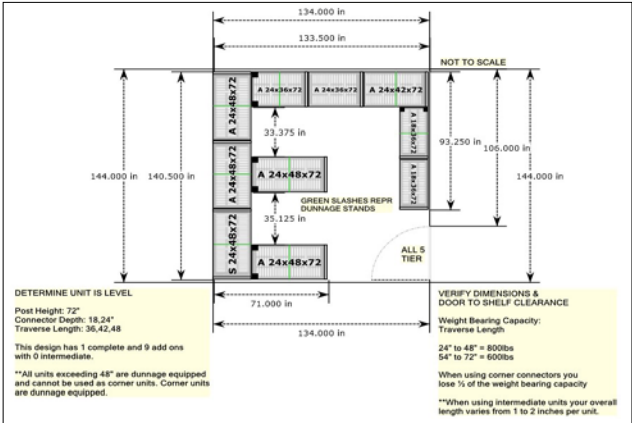 134.000 in
133.500 in
NOT TO SCALE
A 24x48x72
A 24x36x72
A 24x36x72
A 24x42x72
A 18x36x72
A 18x36x72
33.375 in
93.250 in
106.000 in
144.000 in
140.500 in
144.000 in
A 24x48x72
A 24x48x72
GREEN SLASHES REPR
DUNNAGE STANDS
35.125 in
S 24x48x72
A 24x48x72
ALL 5
TIER
71.000 in
134.000 in
DETERMINE UNIT IS LEVEL
Post Height: 72"
Connector Depth: 18,24"
Traverse Length: 36,42,48
This design has 1 complete and 9 add ons
with 0 intermediate.
**All units exceeding 48" are dunnage equipped
and cannot be used as corner units. Corner units
are dunnage equipped.
VERIFY DIMENSIONS &
DOOR TO SHELF CLEARANCE
Weight Bearing Capacity:
Traverse Length
24" to 48" = 800lbs
54" to 72" = 600lbs
When using corner connectors you
lose ½ of the weight bearing capacity
**When using intermediate units your overall
length varies from 1 to 2 inches per unit.